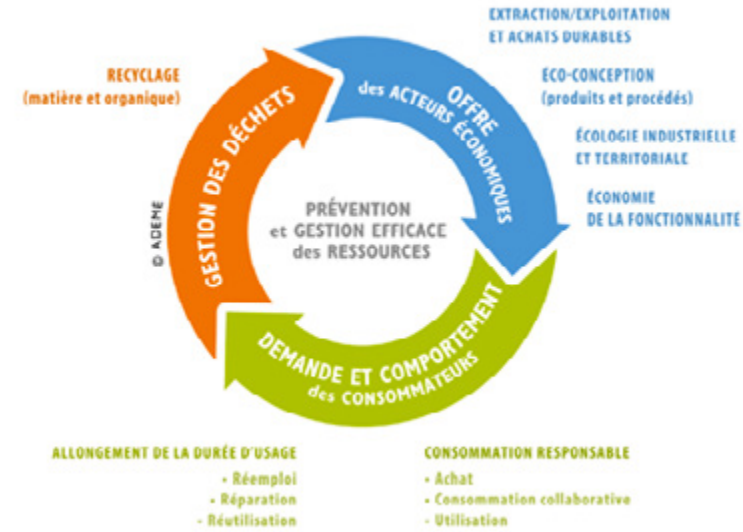 EXTRACTION/EXPLOITATION
ET ACHATS DURABLES
ÉCO-CONCEPTION
(produits et procédés)
ÉCOLOGIE INDUSTRIELLE
ET TERRITORIALE
ÉCONOMIE
DE LA FONCTIONNALITÉ
RECYCLAGE
(matière et organique)
OFFRE
des ACTEURS ÉCONOMIQUES
GESTION DES DÉCHETS
PRÉVENTION
et GESTION EFFICACE
des RESSOURCES
© ADEME
DEMANDE ET COMPORTEMENT
des CONSOMMATEURS
ALLONGEMENT DE LA DURÉE D'USAGE
• Réemploi
• Réparation
- Réutilisation
CONSOMMATION RESPONSABLE
• Achat
• Consommation collaborative
- Utilisation